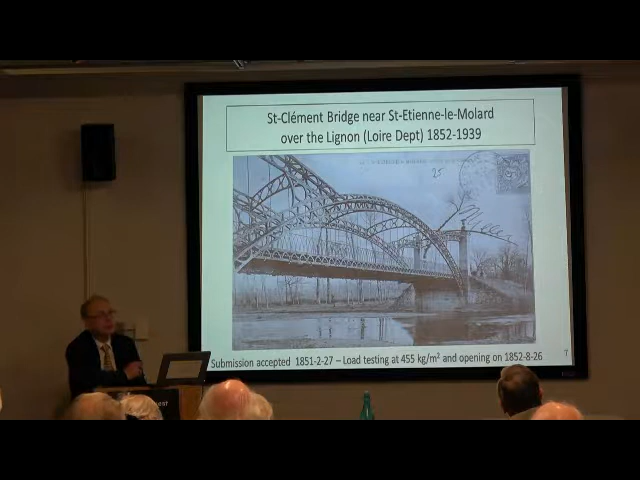 St-Clément Bridge near St-Etienne-le-Molard
over the Lignon (Loire Dept) 1852-1939
25
Submission accepted 1851-2-27 – Load testing at 455 kg/m² and opening on 1852-8-26